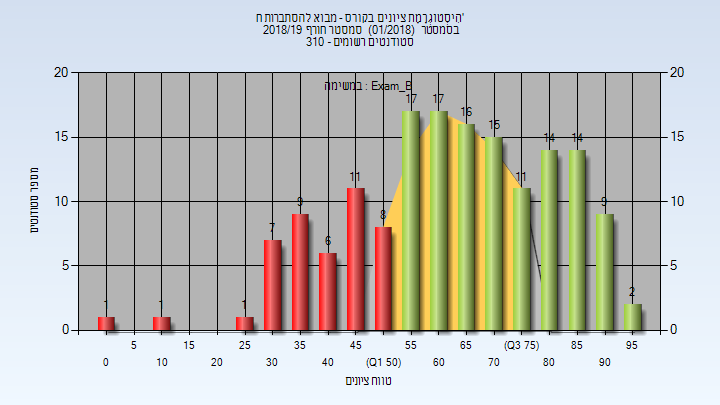 הִיסְטוֹגְרָמַת ציונים בקורס - מבוא להסתברות ח'
בסמסטר (01/2018) סמסטר חורף 2018/19
סטודנטים רשומים - 310
במשימה : Exam_B
20 20
15 15
10 10
5 5
0 0
מספר סטודנטים
1 1 1 7 9 6 11 8 17 17 16 15 11 14 14 9 2
5 15 25 35 45 55 65 (Q3 75) 85 95
0 10 20 30 40 (Q1 50) 60 70 80 90
טווח ציונים